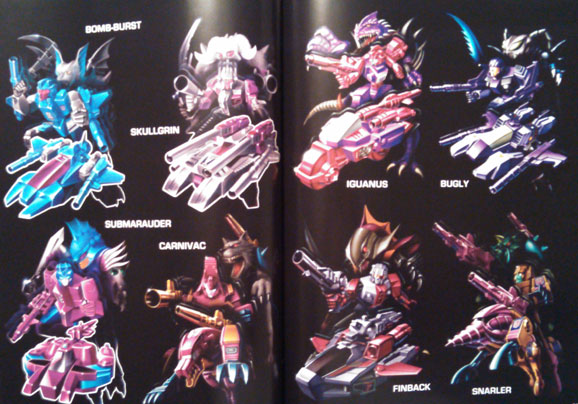 BOMB-BURST
SKULLGRIN
SUBMARAUDER
CARNIVAC
IGUANUS
BUGLY
FINBACK
SNARLER